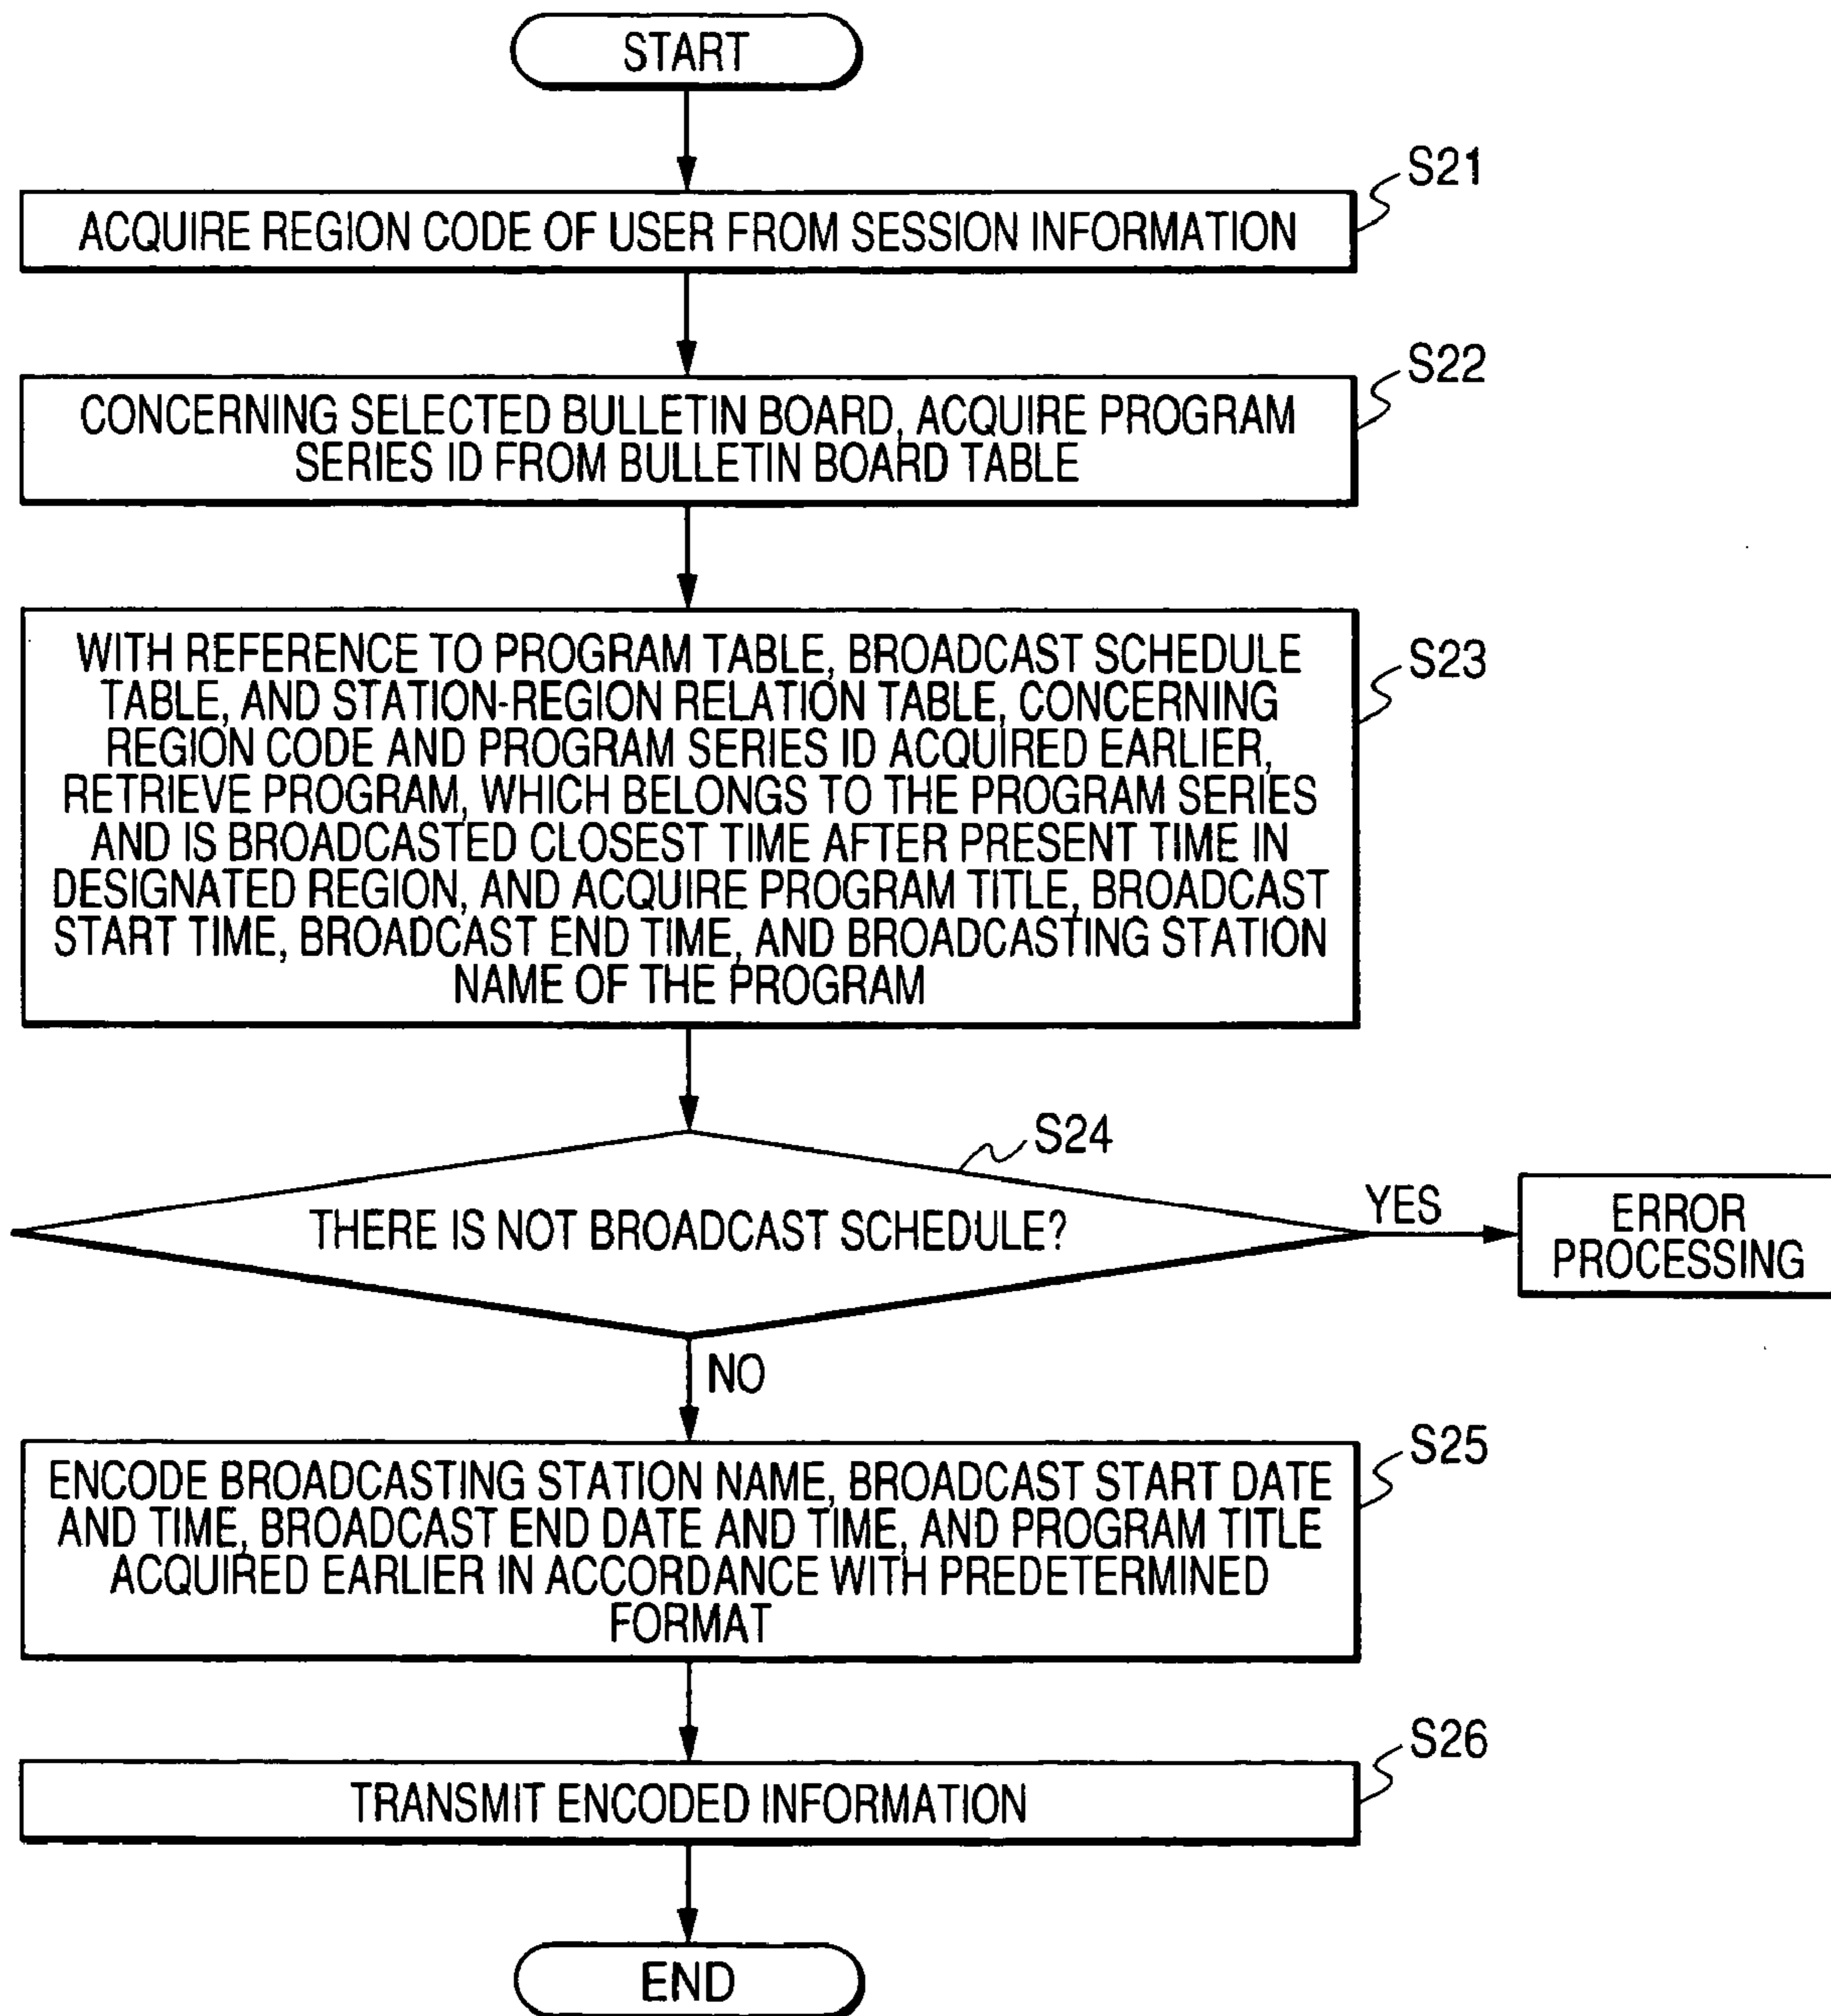 START
S21
ACQUIRE REGION CODE OF USER FROM SESSION INFORMATION
S22
CONCERNING SELECTED BULLETIN BOARD, ACQUIRE PROGRAM
SERIES ID FROM BULLETIN BOARD TABLE
S23
WITH REFERENCE TO PROGRAM TABLE, BROADCAST SCHEDULE
TABLE, AND STATION-REGION RELATION TABLE, CONCERNING
REGION CODE AND PROGRAM SERIES ID ACQUIRED EARLIER,
RETRIEVE PROGRAM, WHICH BELONGS TO THE PROGRAM SERIES
AND IS BROADCASTED CLOSEST TIME AFTER PRESENT TIME IN
DESIGNATED REGION, AND ACQUIRE PROGRAM TITLE, BROADCAST
START TIME, BROADCAST END TIME, AND BROADCASTING STATION
NAME OF THE PROGRAM
S24
THERE IS NOT BROADCAST SCHEDULE?
YES
ERROR
PROCESSING
NO
S25
ENCODE BROADCASTING STATION NAME, BROADCAST START DATE
AND TIME, BROADCAST END DATE AND TIME, AND PROGRAM TITLE
ACQUIRED EARLIER IN ACCORDANCE WITH PREDETERMINED
FORMAT
S26
TRANSMIT ENCODED INFORMATION
END